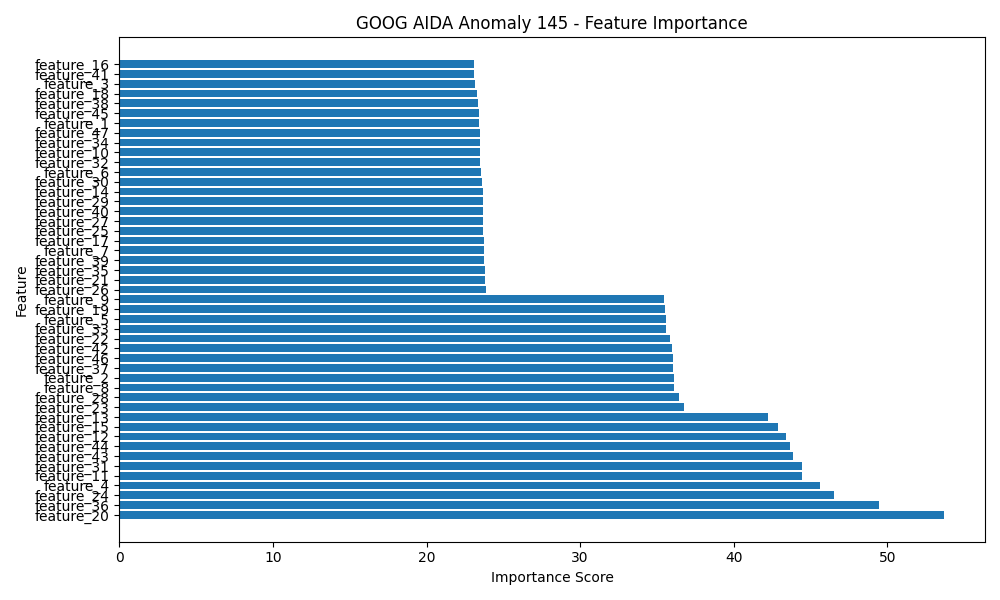 GOOG AIDA Anomaly 145 - Feature Importance
feature_16
feature_41
feature_3
feature_18
feature_38
feature_45
feature_1
feature_47
feature_34
feature_10
feature_32
feature_6
feature_30
feature_14
feature_29
feature_40
feature_27
feature_25
feature_17
feature_7
feature_39
feature_35
feature_21
feature_26
feature_9
feature_19
feature_5
feature_33
feature_22
feature_42
feature_46
feature_37
feature_2
feature_8
feature_28
feature_23
feature_13
feature_15
feature_12
feature_44
feature_43
feature_31
feature_11
feature_4
feature_24
feature_36
feature_20
Feature
0 10 20 30 40 50
Importance Score